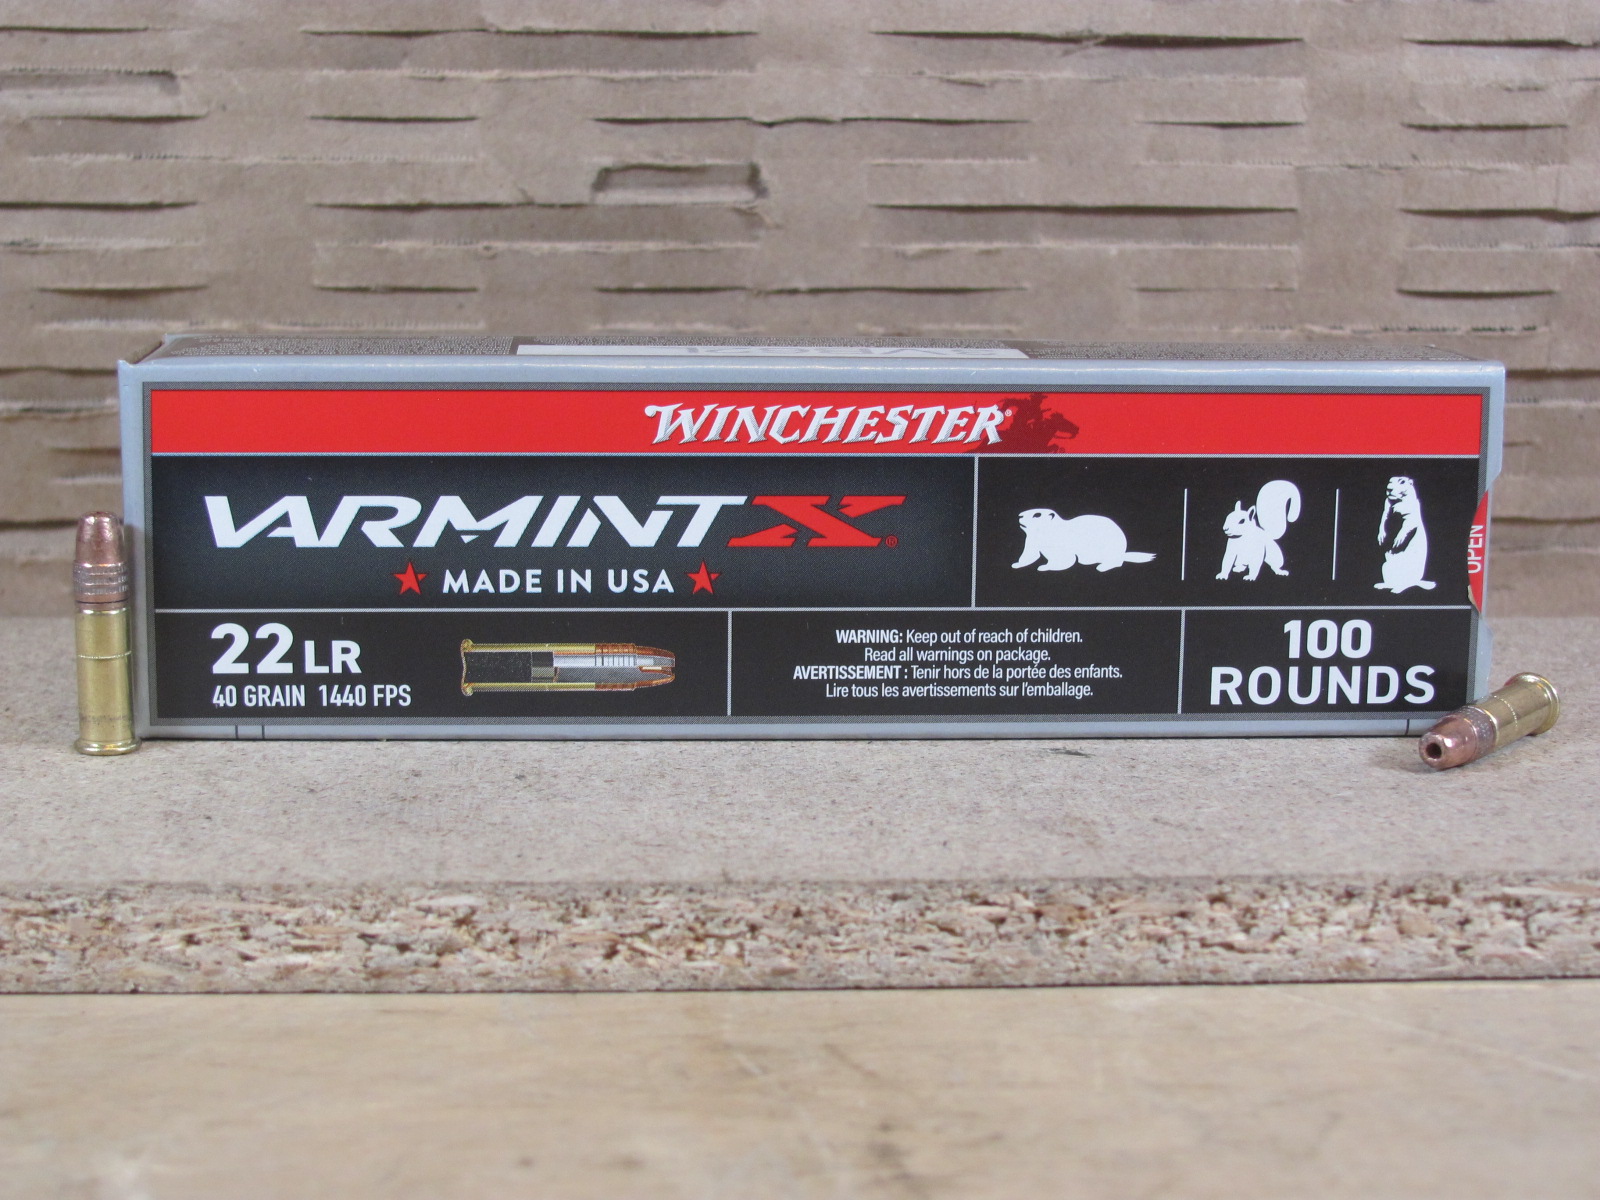 WINCHESTER®
VARMINT X®
★ MADE IN USA ★
OPEN
22 LR
40 GRAIN 1440 FPS
WARNING: Keep out of reach of children.
Read all warnings on package.
AVERTISSEMENT : Tenir hors de la portée des enfants.
Lire tous les avertissements sur l'emballage.
100
ROUNDS